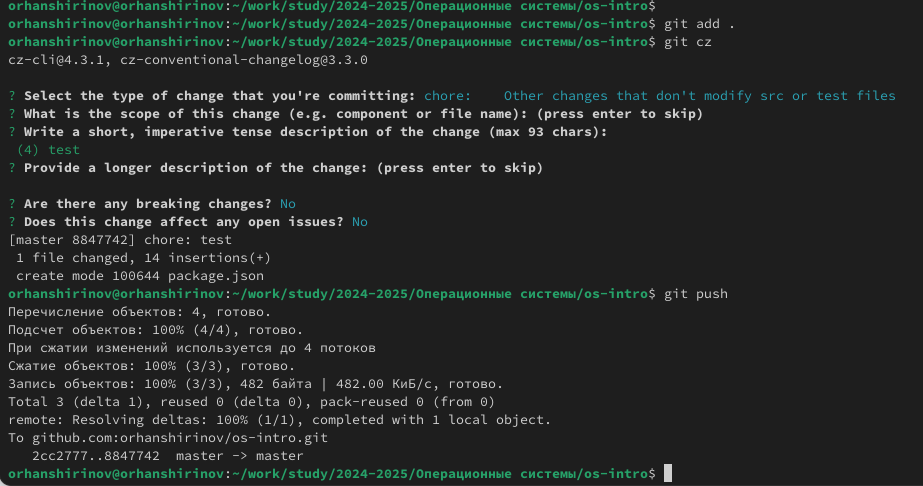 orhanshirinov@orhanshirinov:~/work/study/2024-2025/Операционные системы/os-intro$
orhanshirinov@orhanshirinov:~/work/study/2024-2025/Операционные системы/os-intro$ git add .
orhanshirinov@orhanshirinov:~/work/study/2024-2025/Операционные системы/os-intro$ git cz
cz-cli@4.3.1, cz-conventional-changelog@3.3.0
? Select the type of change that you're committing: chore:    Other changes that don't modify src or test files
? What is the scope of this change (e.g. component or file name): (press enter to skip)
? Write a short, imperative tense description of the change (max 93 chars):
 (4) test
? Provide a longer description of the change: (press enter to skip)
? Are there any breaking changes? No
? Does this change affect any open issues? No
[master 8847742] chore: test
 1 file changed, 14 insertions(+)
 create mode 100644 package.json
orhanshirinov@orhanshirinov:~/work/study/2024-2025/Операционные системы/os-intro$ git push
Перечисление объектов: 4, готово.
Подсчет объектов: 100% (4/4), готово.
При сжатии изменений используется до 4 потоков
Сжатие объектов: 100% (3/3), готово.
Запись объектов: 100% (3/3), 482 байта | 482.00 КиБ/с, готово.
Total 3 (delta 1), reused 0 (delta 0), pack-reused 0 (from 0)
remote: Resolving deltas: 100% (1/1), completed with 1 local object.
To github.com:orhanshirinov/os-intro.git
   2cc2777..8847742  master -> master
orhanshirinov@orhanshirinov:~/work/study/2024-2025/Операционные системы/os-intro$